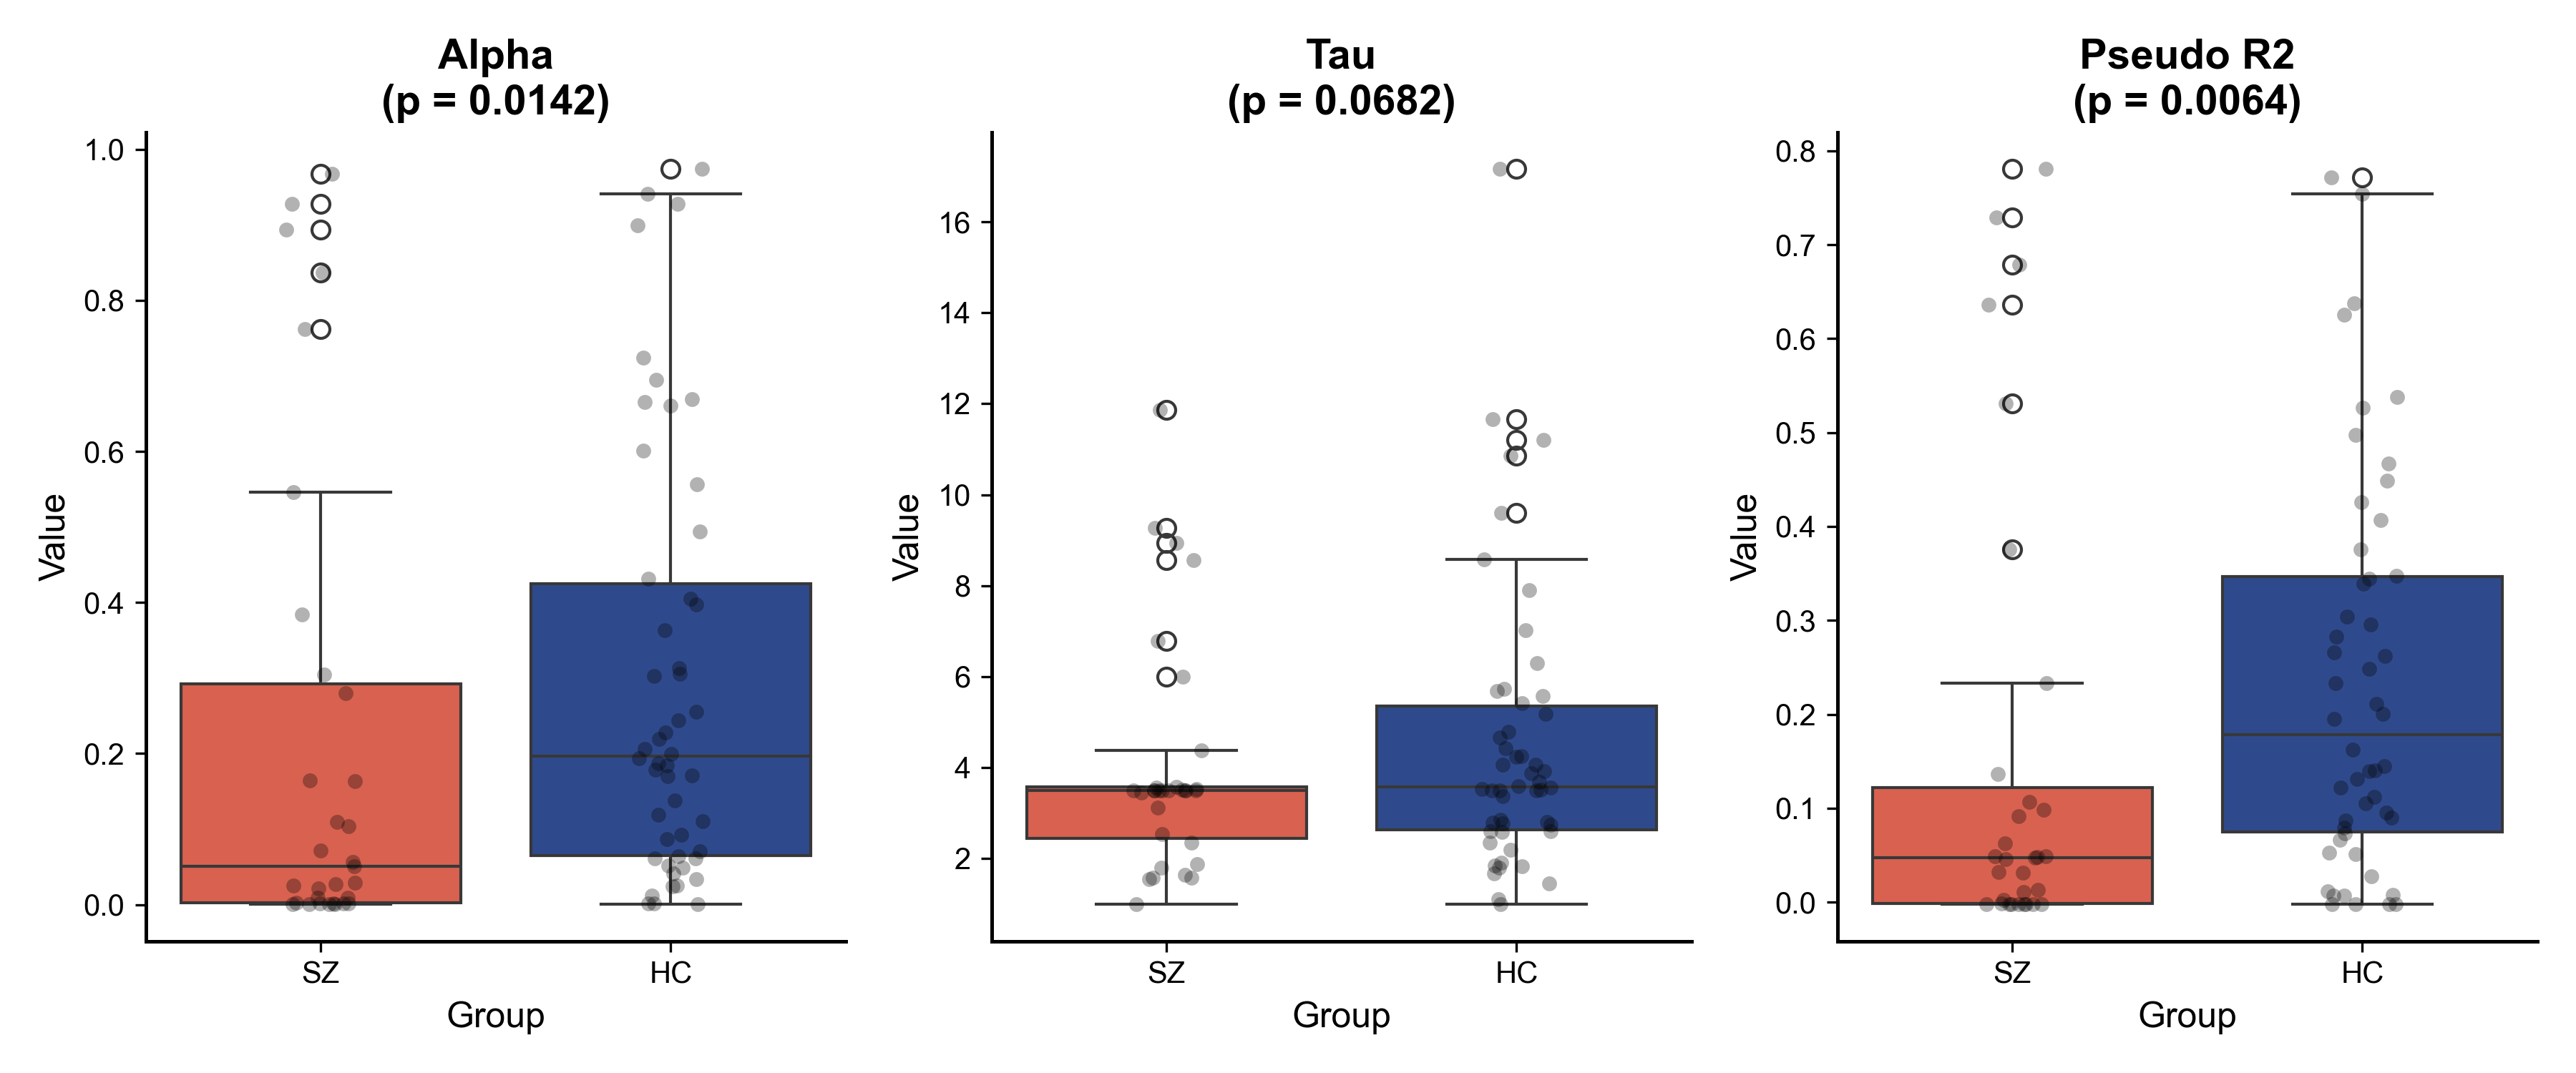 Alpha
(p = 0.0142)
1.0
0.8
0.6
0.4
0.2
0.0
Value
SZ
HC
Group
Tau
(p = 0.0682)
16
14
12
10
8
6
4
2
Value
SZ
HC
Group
Pseudo R2
(p = 0.0064)
0.8
0.7
0.6
0.5
0.4
0.3
0.2
0.1
0.0
Value
SZ
HC
Group